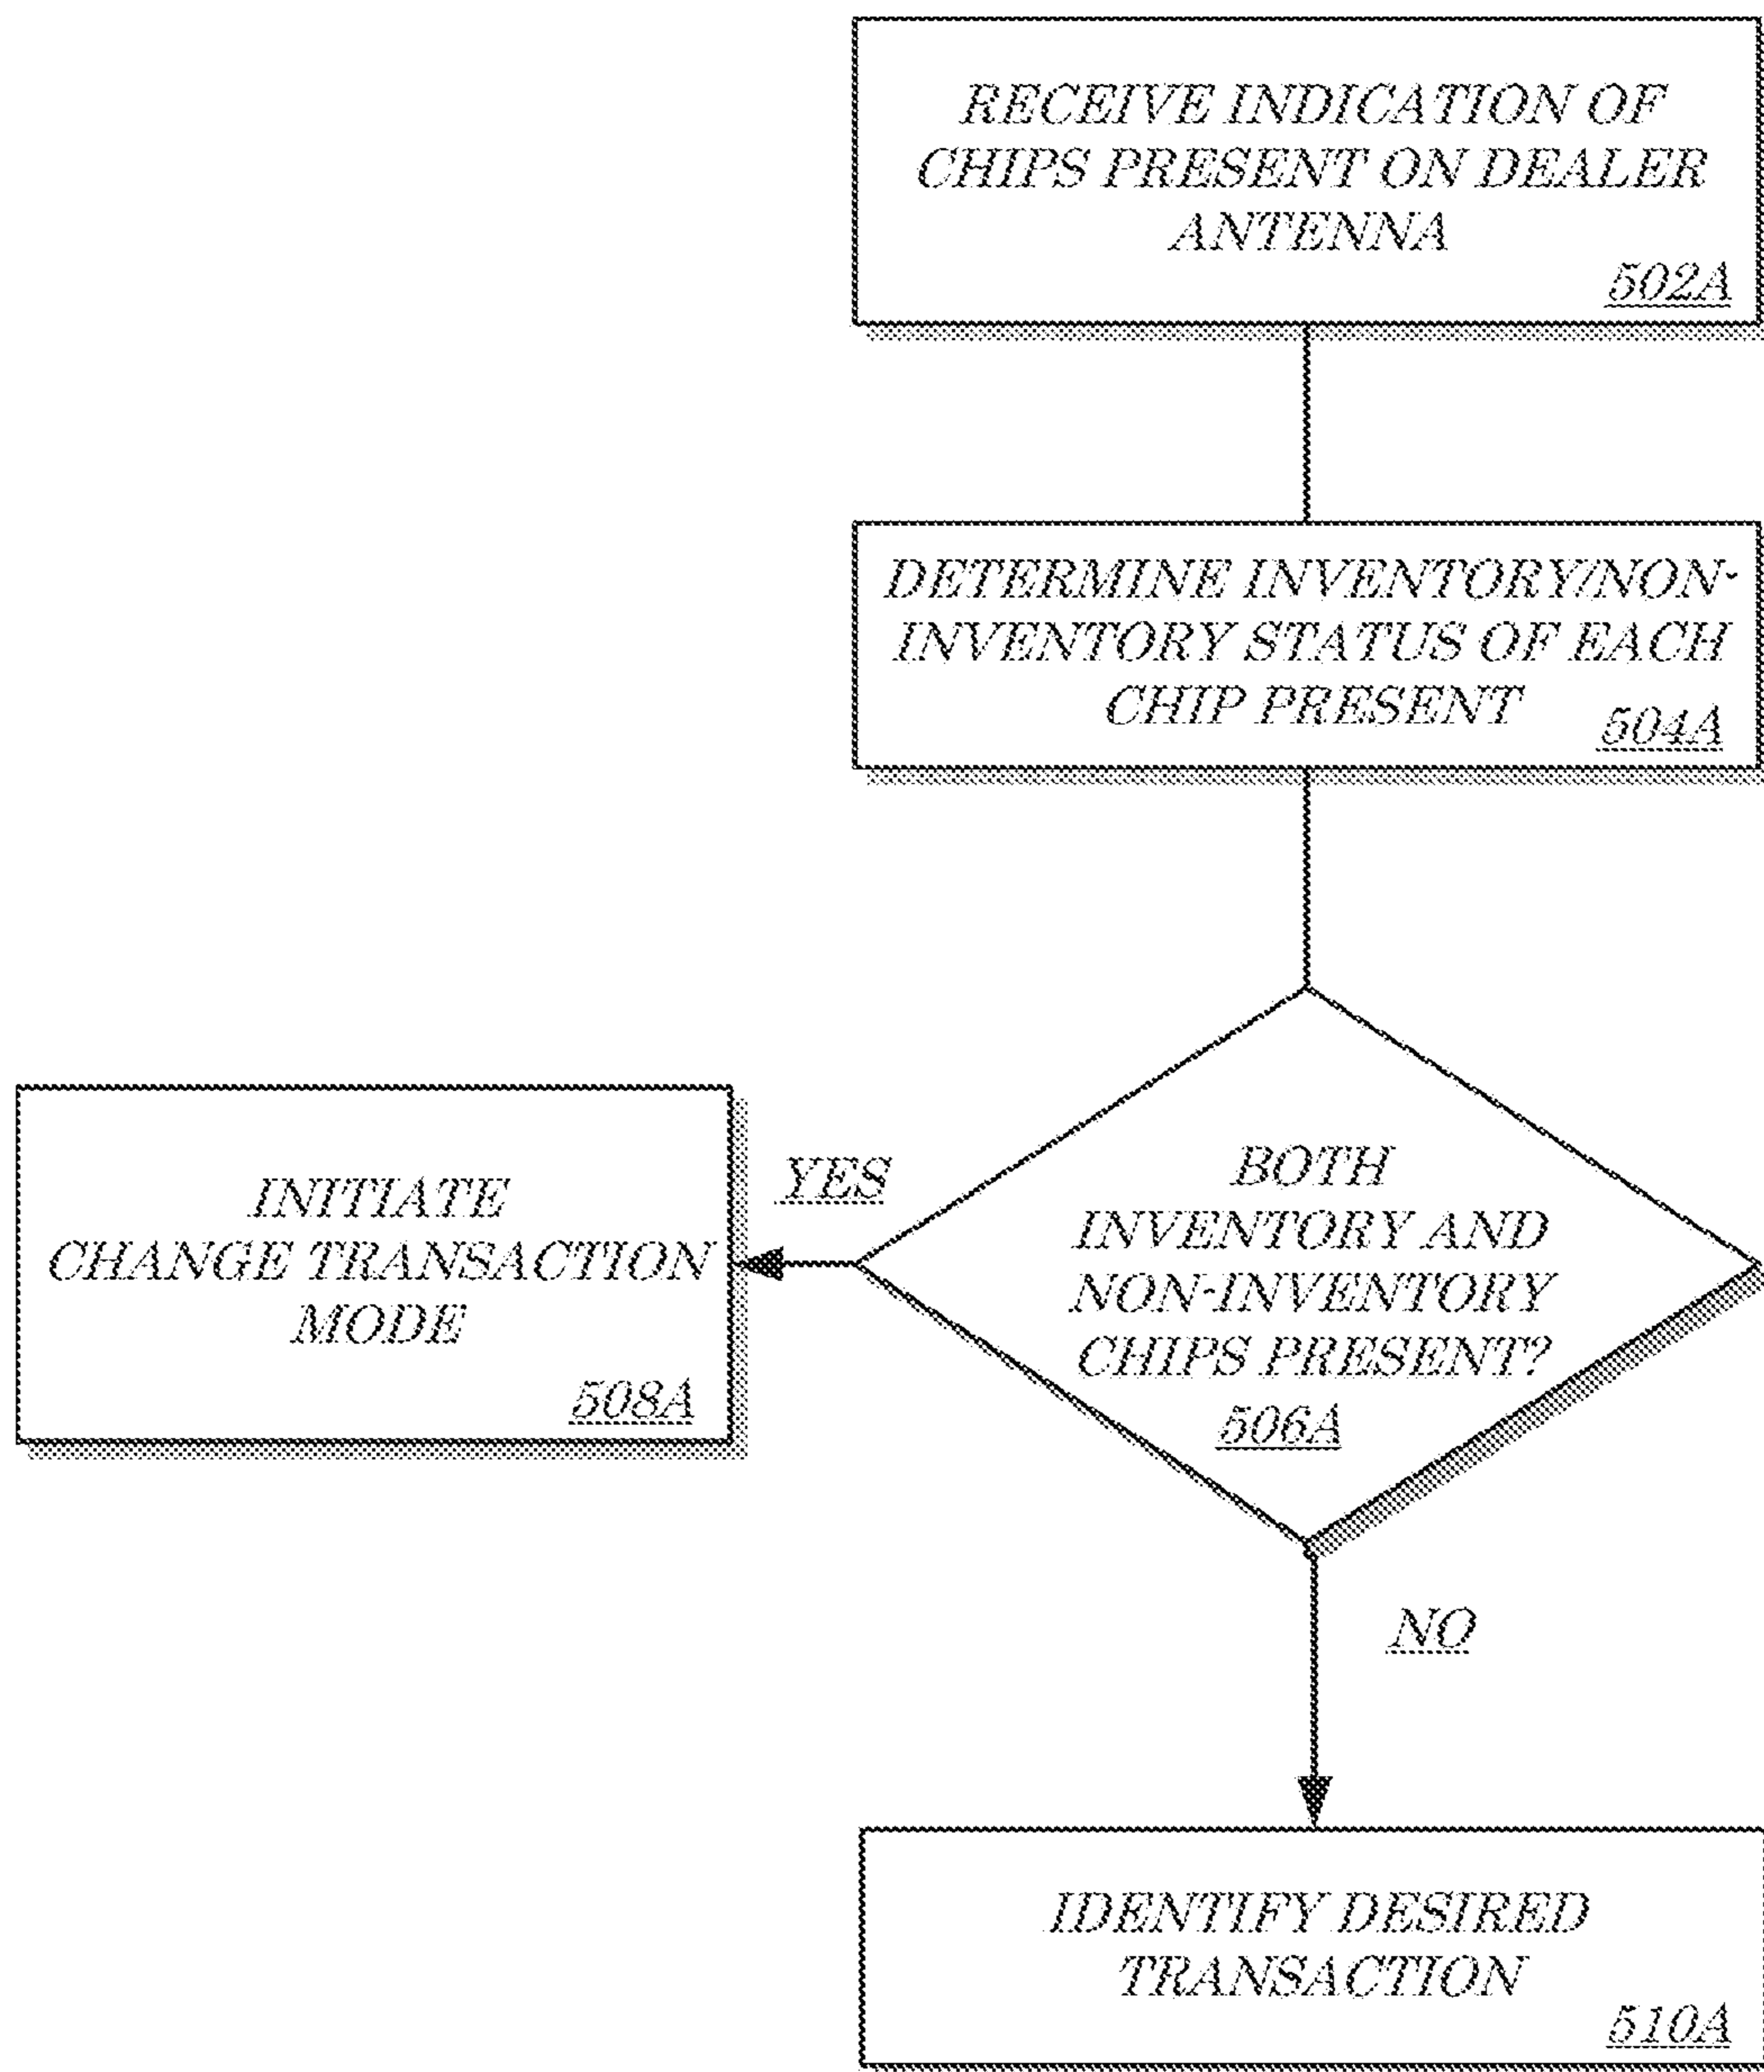 RECEIVE INDICATION OF
CHIPS PRESENT ON DEALER
ANTENNA
502A
DETERMINE INVENTORY/NON-
INVENTORY STATUS OF EACH
CHIP PRESENT
504A
BOTH
INVENTORY AND
NON-INVENTORY
CHIPS PRESENT?
506A
YES
INITIATE
CHANGE TRANSACTION
MODE
508A
NO
IDENTIFY DESIRED
TRANSACTION
510A